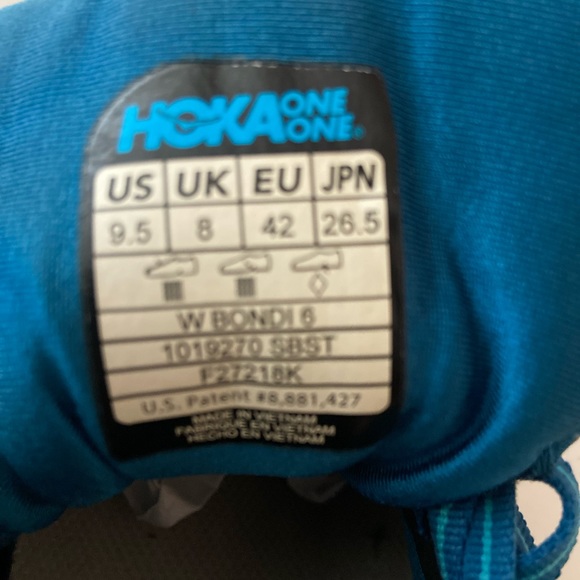 HOKA ONE ONE®
US UK EU JPN
9.5 8 42 26.5
W BONDI 6
1019270 SBST
F27218K
U.S. Patent #8,881,427
MADE IN VIETNAM
FABRIQUE EN VIETNAM
HECHO EN VIETNAM